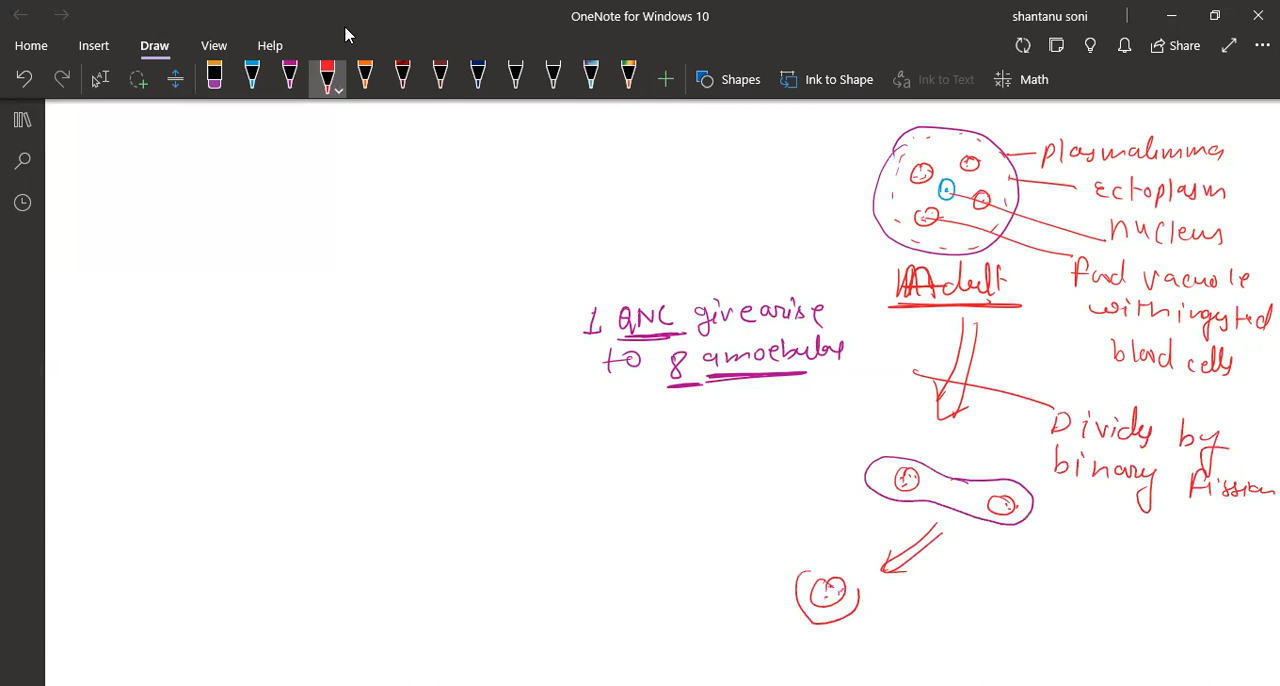 OneNote for Windows 10
shantanu soni
Home
Insert
Draw
View
Help
Share
Shapes
Ink to Shape
Ink to Text
Math
plasmalimma
Ectoplasm
nucleus
food vacuole
with ingested
blood cells
Adult
1 QNC give arise
to 8 amoebulae
Divides by
binary fission